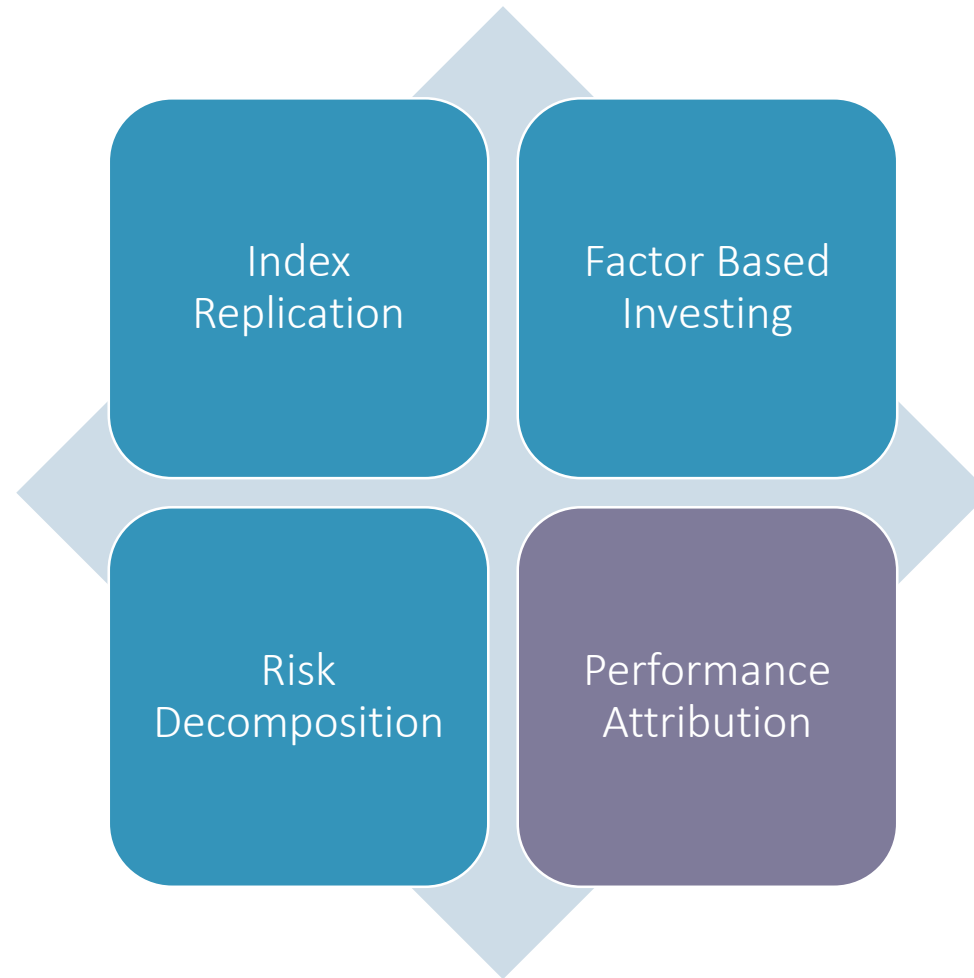 Index
Replication
Factor Based
Investing
Risk
Decomposition
Performance
Attribution